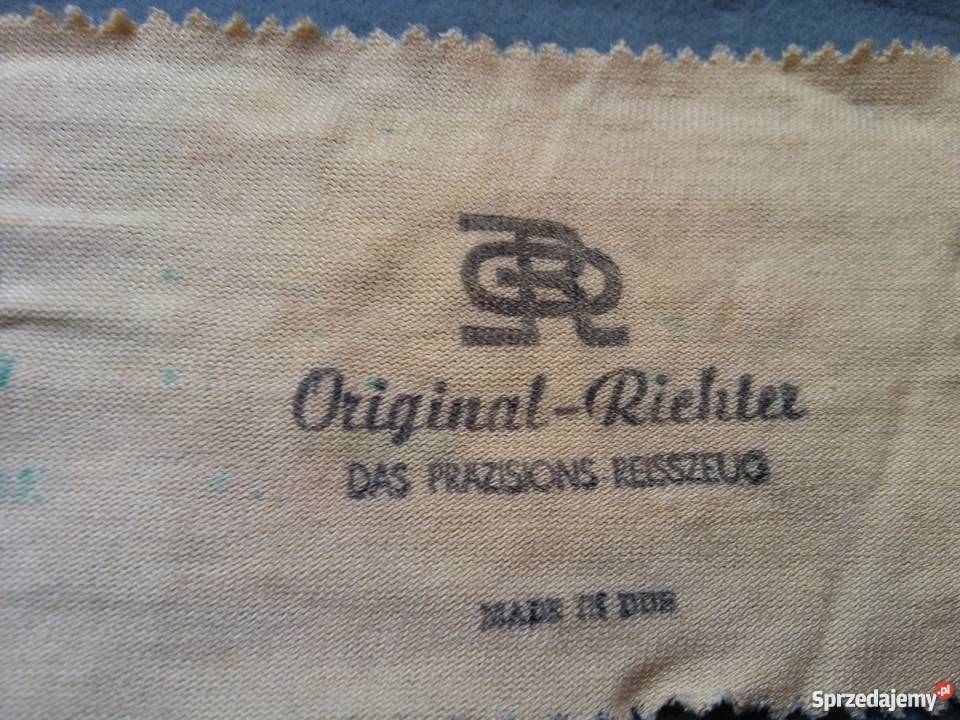 Original-Richter
DAS PRÄZISIONS REISSZEUG
MADE IN DDR
Sprzedajemy.pl